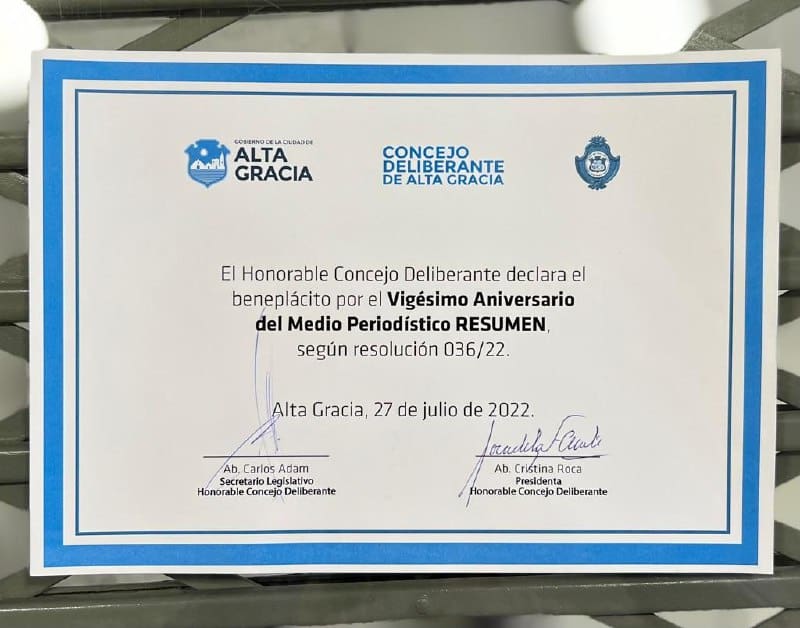 GOBIERNO DE LA CIUDAD DE
ALTA
GRACIA
CONCEJO
DELIBERANTE
DE ALTA GRACIA
El Honorable Concejo Deliberante declara el
beneplácito por el Vigésimo Aniversario
del Medio Periodístico RESUMEN,
según resolución 036/22.
Alta Gracia, 27 de julio de 2022.
Ab. Carlos Adam
Secretario Legislativo
Honorable Concejo Deliberante
Ab. Cristina Roca
Presidenta
Honorable Concejo Deliberante